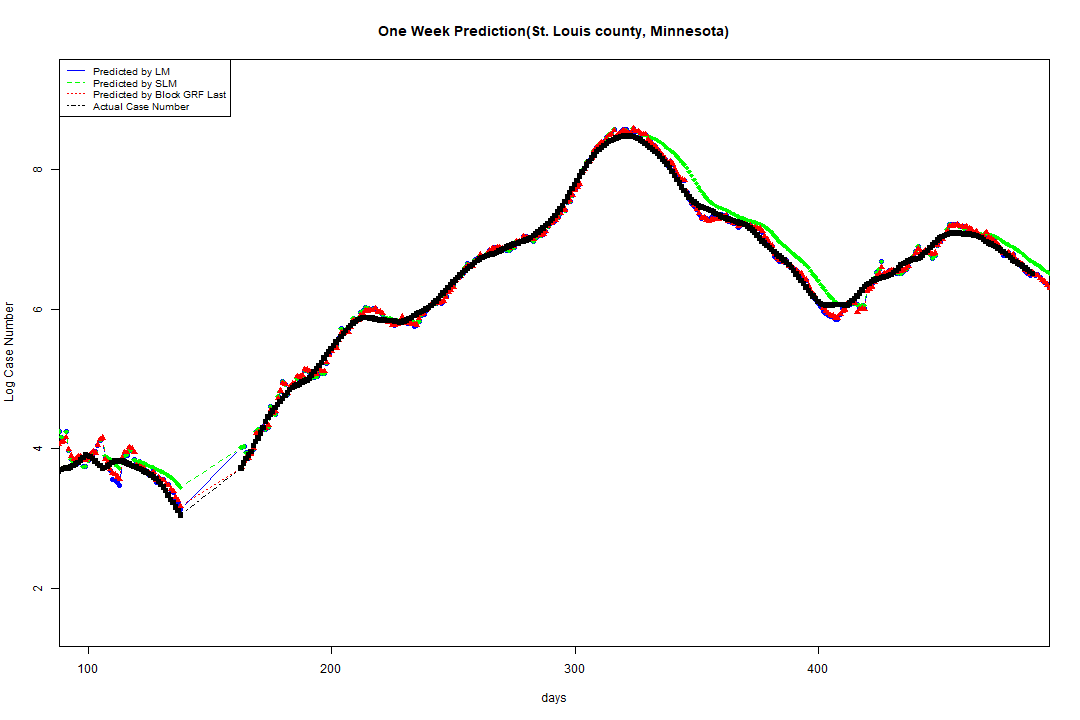 One Week Prediction(St. Louis county, Minnesota)
Predicted by LM
Predicted by SLM
Predicted by Block GRF Last
Actual Case Number
8
6
4
2
Log Case Number
100 200 300 400
days